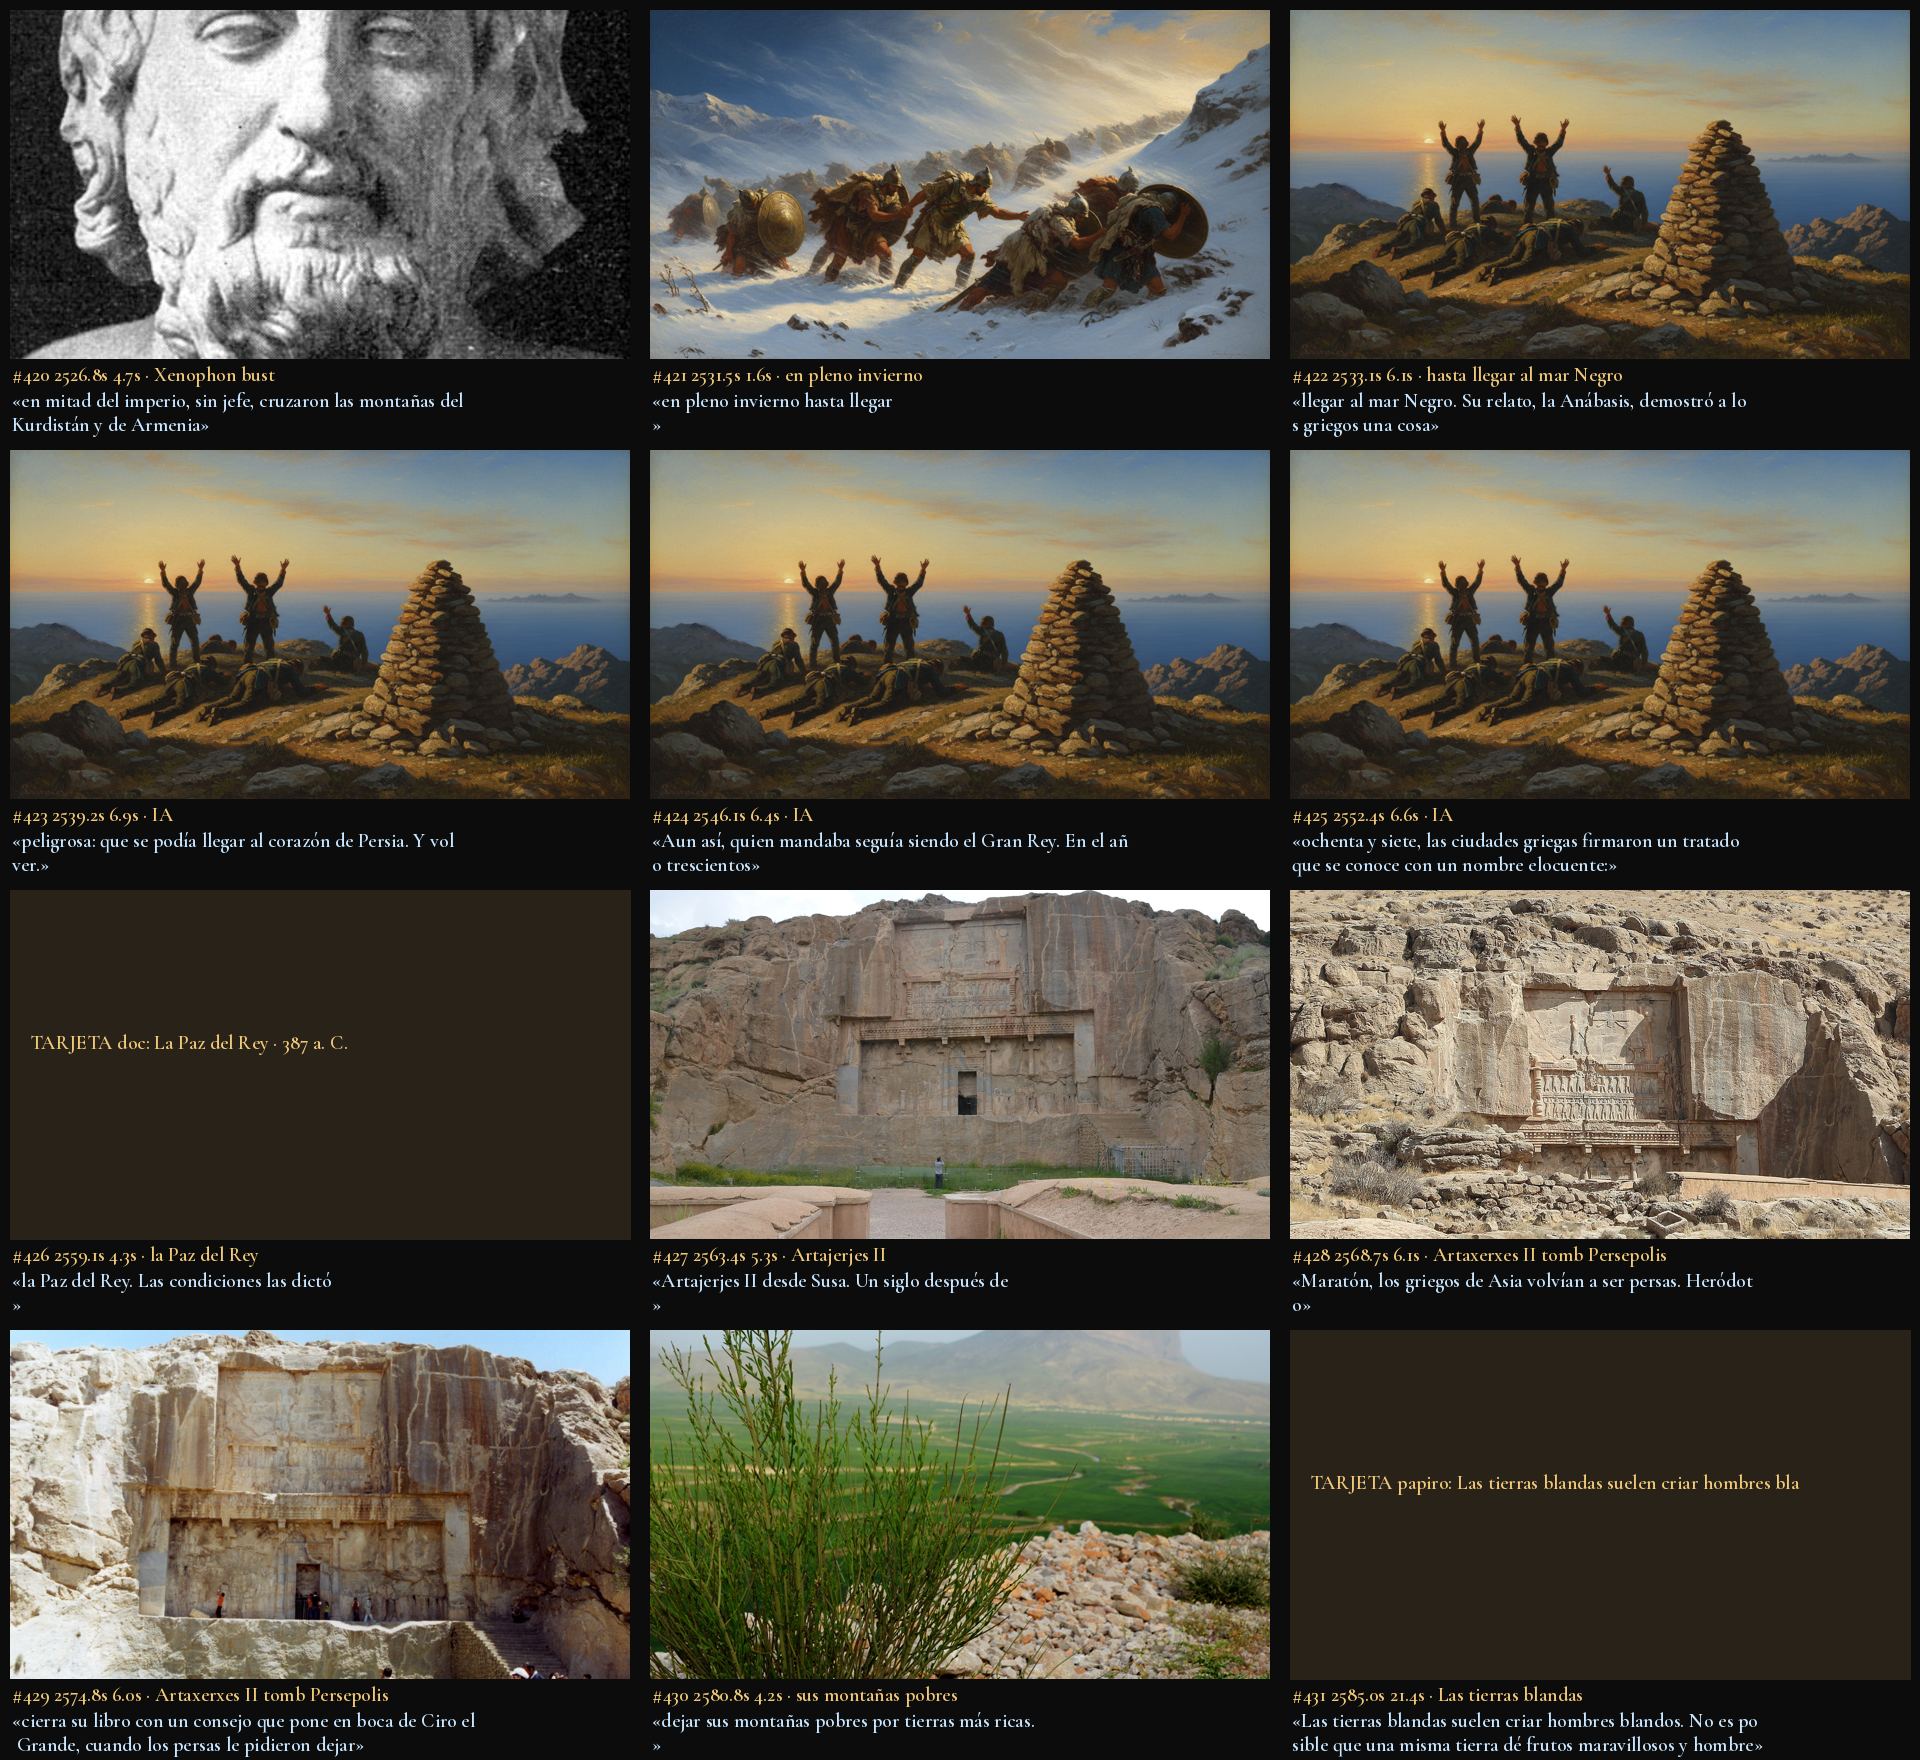 #420 2526.8s 4.7s · Xenophon bust
«en mitad del imperio, sin jefe, cruzaron las montañas del
Kurdistán y de Armenia»
#421 2531.5s 1.6s · en pleno invierno
«en pleno invierno hasta llegar
»
#422 2533.1s 6.1s · hasta llegar al mar Negro
«llegar al mar Negro. Su relato, la Anábasis, demostró a lo
s griegos una cosa»
#423 2539.2s 6.9s · IA
«peligrosa: que se podía llegar al corazón de Persia. Y vol
ver.»
#424 2546.1s 6.4s · IA
«Aun así, quien mandaba seguía siendo el Gran Rey. En el añ
o trescientos»
#425 2552.4s 6.6s · IA
«ochenta y siete, las ciudades griegas firmaron un tratado
que se conoce con un nombre elocuente:»
TARJETA doc: La Paz del Rey · 387 a. C.
#426 2559.1s 4.3s · la Paz del Rey
«la Paz del Rey. Las condiciones las dictó
»
#427 2563.4s 5.3s · Artajerjes II
«Artajerjes II desde Susa. Un siglo después de
»
#428 2568.7s 6.1s · Artaxerxes II tomb Persepolis
«Maratón, los griegos de Asia volvían a ser persas. Heródot
o»
#429 2574.8s 6.0s · Artaxerxes II tomb Persepolis
«cierra su libro con un consejo que pone en boca de Ciro el
Grande, cuando los persas le pidieron dejar»
#430 2580.8s 4.2s · sus montañas pobres
«dejar sus montañas pobres por tierras más ricas.
»
TARJETA papiro: Las tierras blandas suelen criar hombres bla
#431 2585.0s 21.4s · Las tierras blandas
«Las tierras blandas suelen criar hombres blandos. No es po
sible que una misma tierra dé frutos maravillosos y hombre»